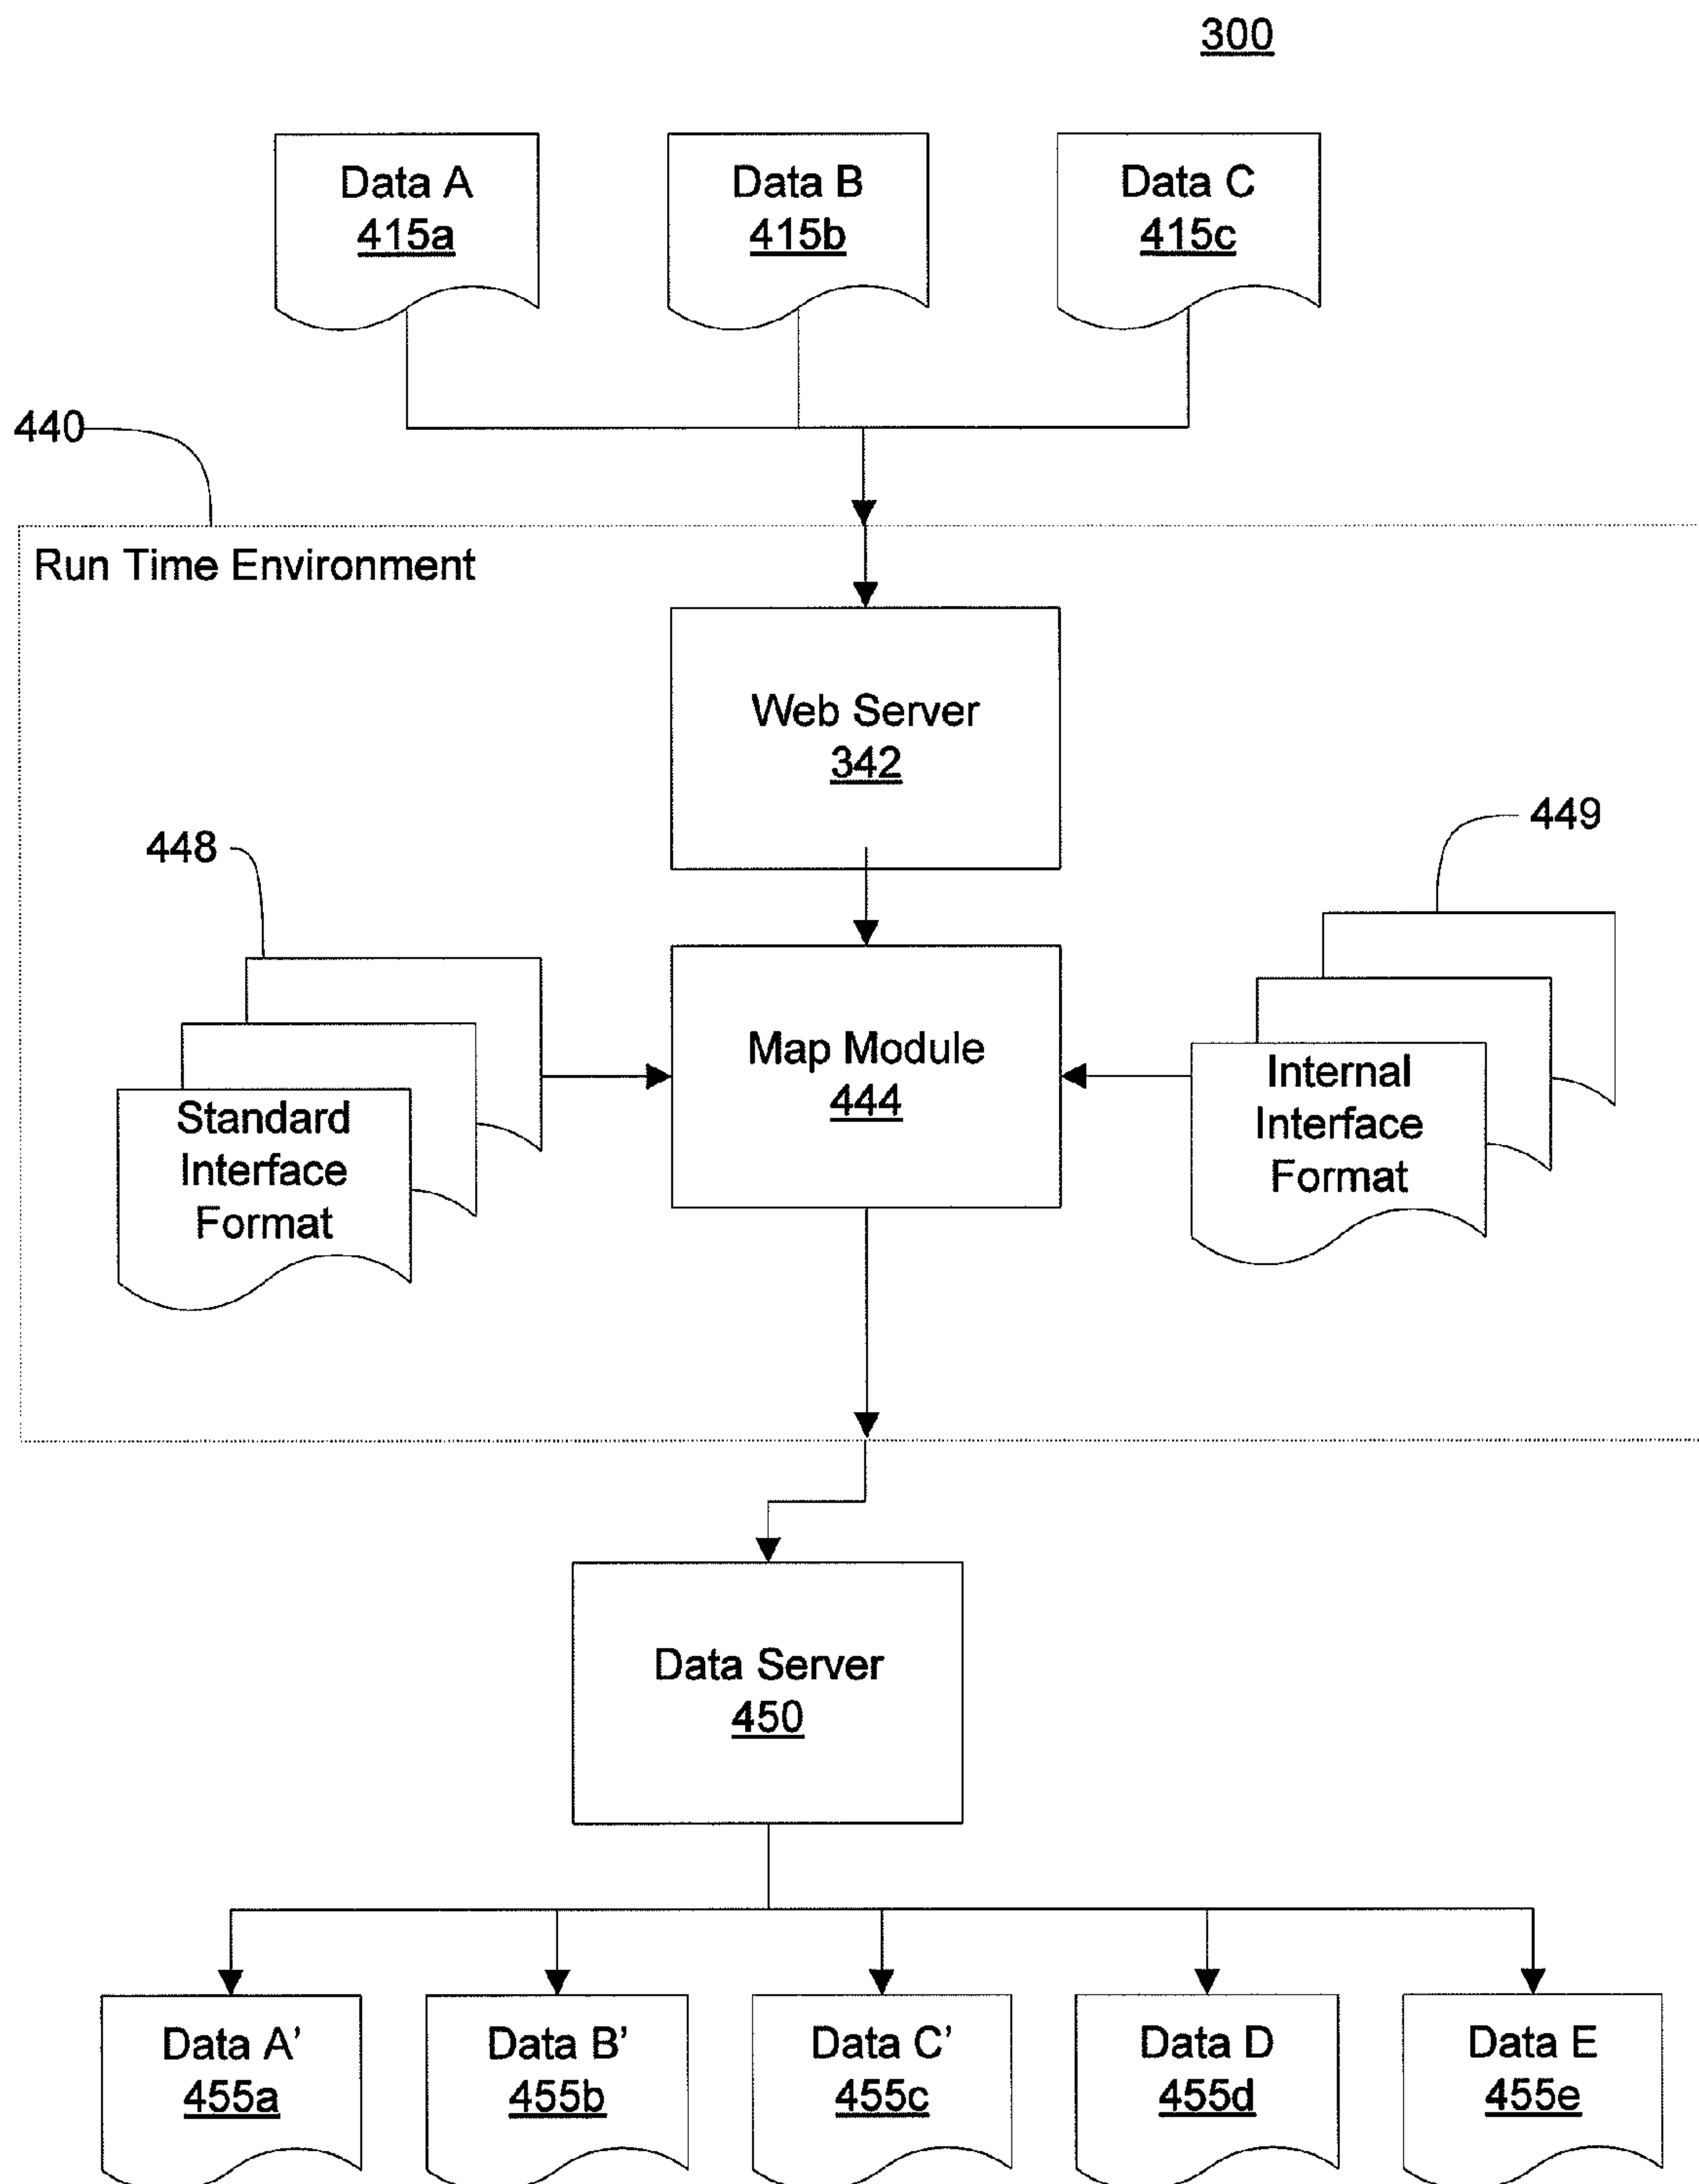 300
Data A
415a
Data B
415b
Data C
415c
440
Run Time Environment
Web Server
342
448
449
Map Module
444
Standard
Interface
Format
Internal
Interface
Format
Data Server
450
Data A’
455a
Data B’
455b
Data C’
455c
Data D
455d
Data E
455e